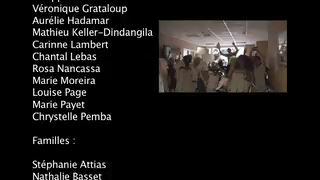 Véronique Grataloup
Aurélie Hadamar
Mathieu Keller-Dindangila
Carinne Lambert
Chantal Lebas
Rosa Nancassa
Marie Moreira
Louise Page
Marie Payet
Chrystelle Pemba
Familles :
Stéphanie Attias
Nathalie Basset